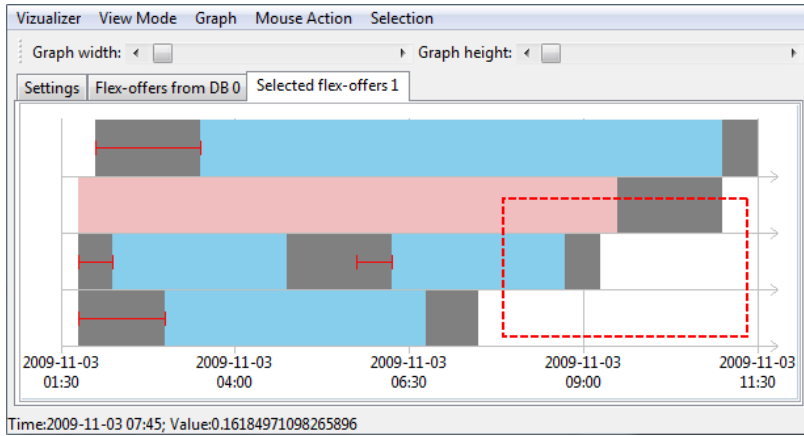 Vizualizer View Mode Graph Mouse Action Selection
Graph width: Graph height:
Settings Flex-offers from DB 0 Selected flex-offers 1
2009-11-03 2009-11-03 2009-11-03 2009-11-03 2009-11-03
01:30 04:00 06:30 09:00 11:30
Time:2009-11-03 07:45; Value:0.16184971098265896